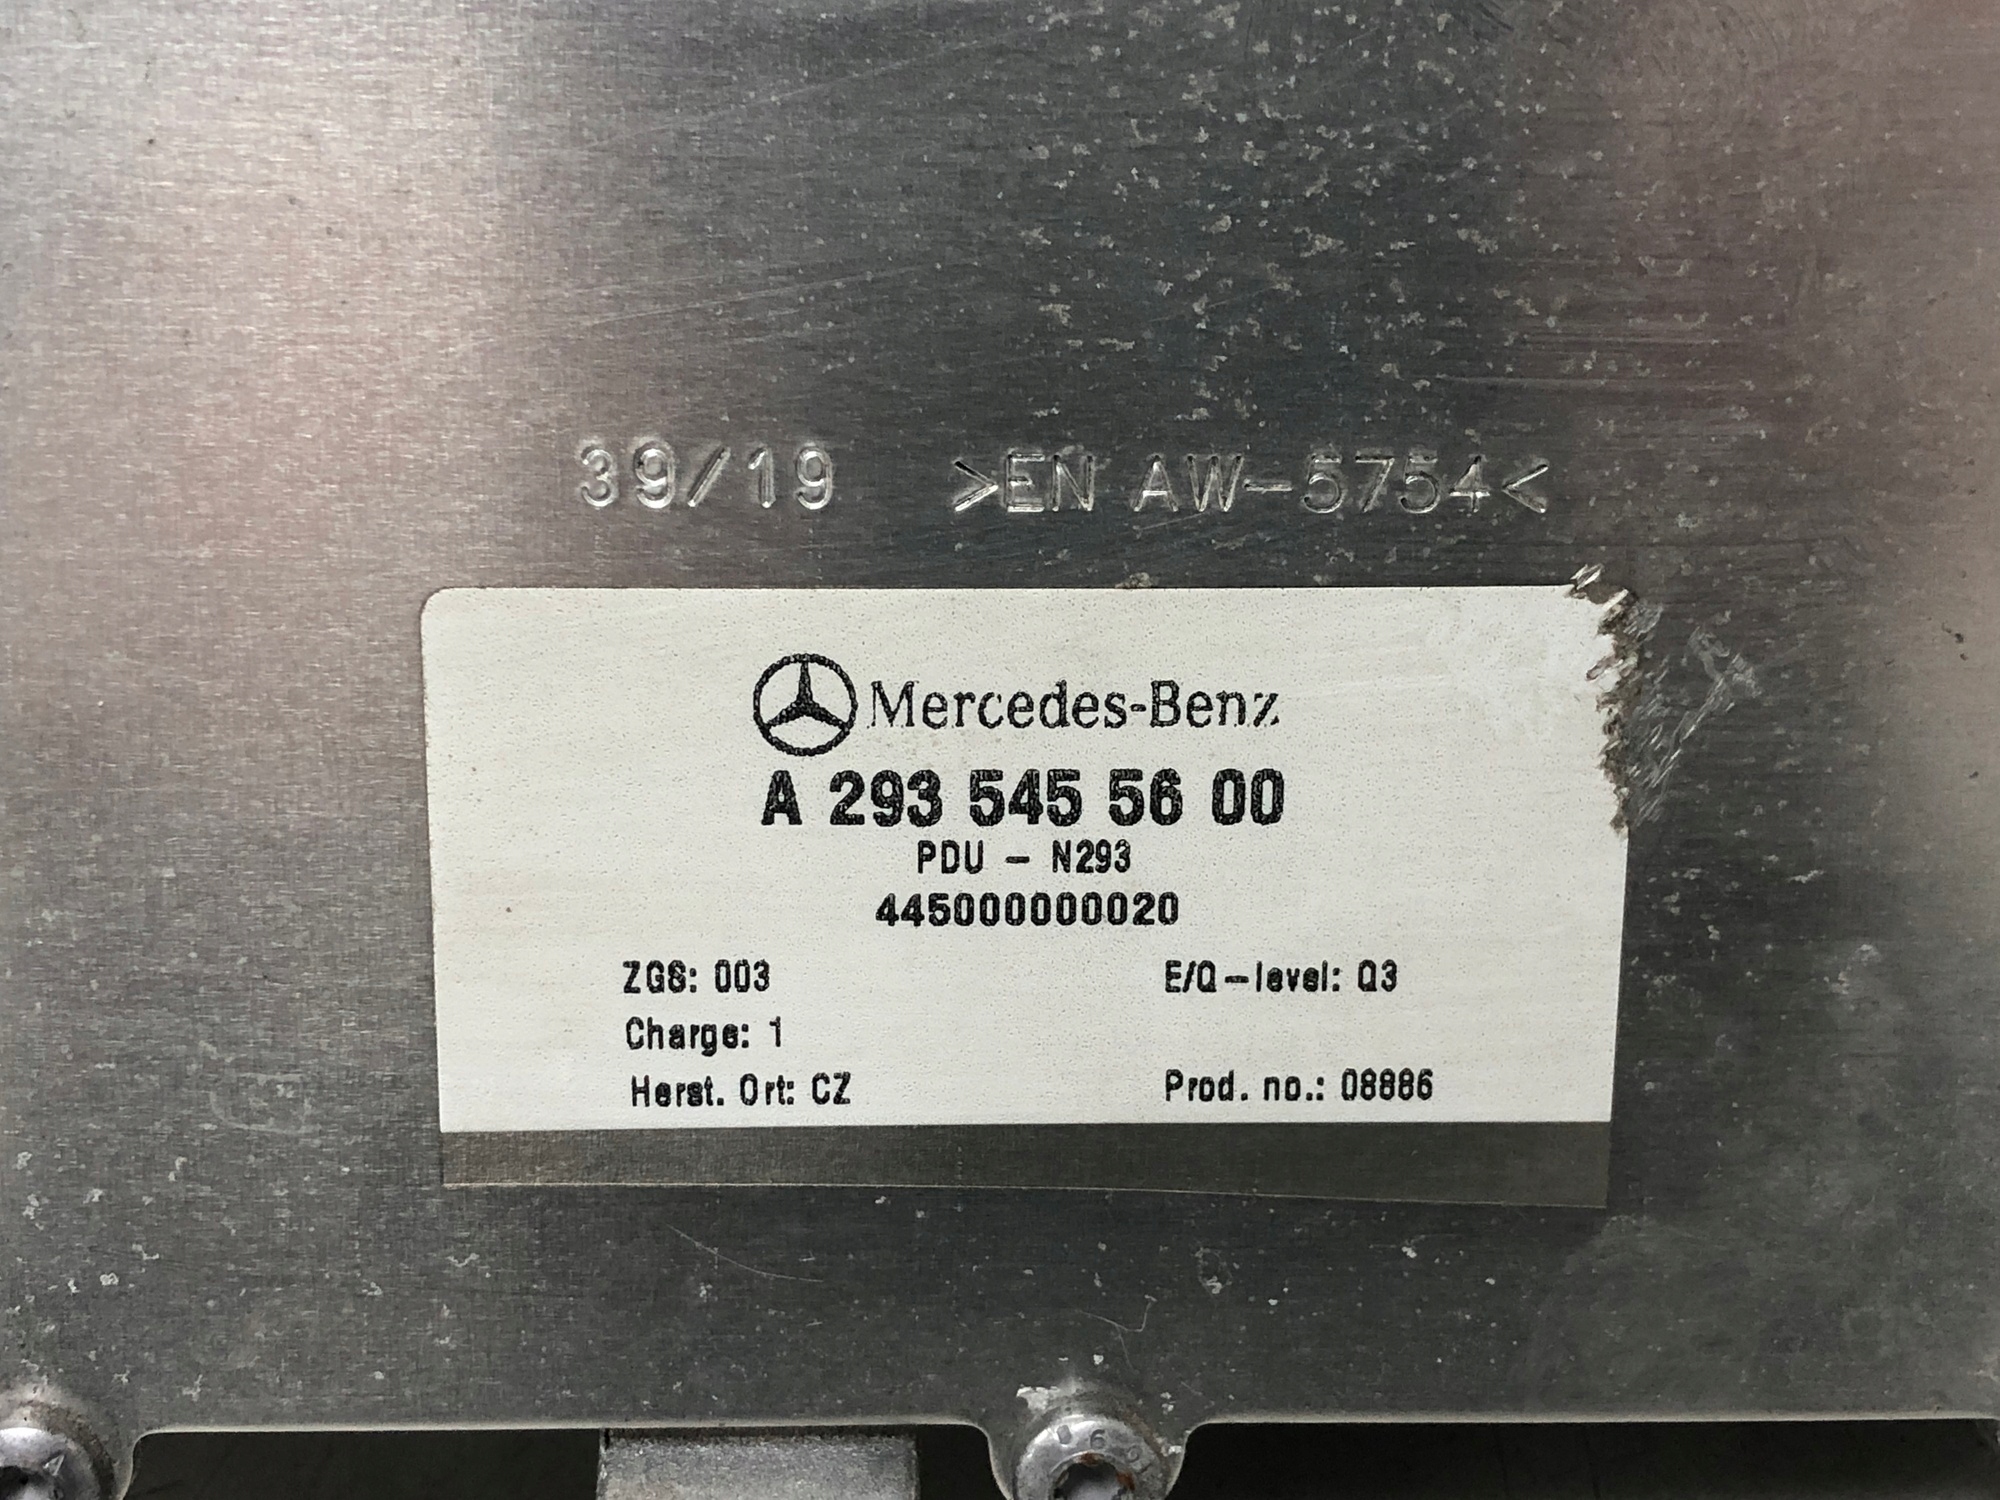 39/19 >EN AW-5754<
Mercedes-Benz
A 293 545 56 00
PDU - N293
445000000020
ZGS: 003 E/Q-level: Q3
Charge: 1
Herst. Ort: CZ Prod. no.: 08886